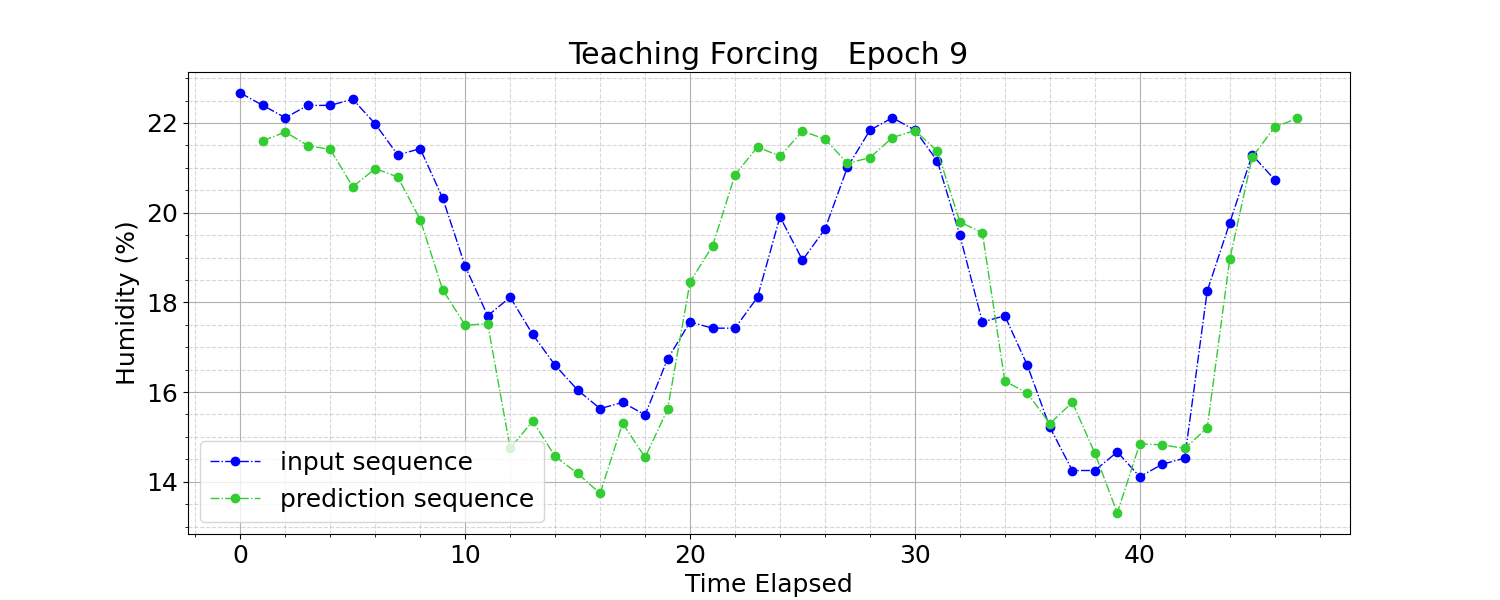 Teaching Forcing   Epoch 9
Humidity (%)
22
20
18
16
14
input sequence
prediction sequence
0 10 20 30 40
Time Elapsed